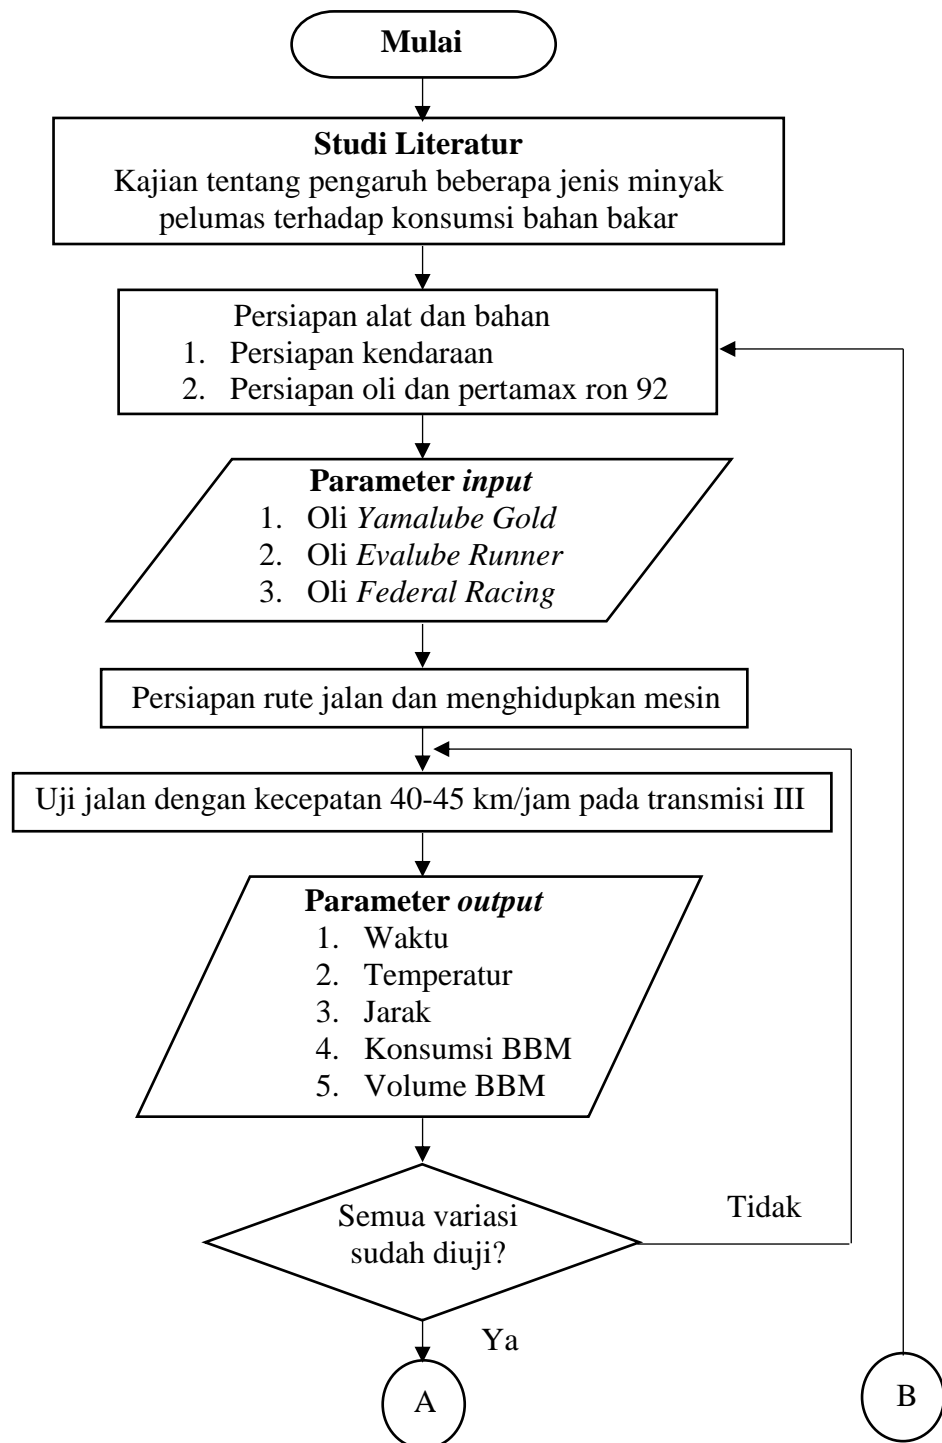 Mulai
Studi Literatur
Kajian tentang pengaruh beberapa jenis minyak
pelumas terhadap konsumsi bahan bakar
Persiapan alat dan bahan
1. Persiapan kendaraan
2. Persiapan oli dan pertamax ron 92
Parameter input
1. Oli Yamalube Gold
2. Oli Evalube Runner
3. Oli Federal Racing
Persiapan rute jalan dan menghidupkan mesin
Uji jalan dengan kecepatan 40-45 km/jam pada transmisi III
Parameter output
1. Waktu
2. Temperatur
3. Jarak
4. Konsumsi BBM
5. Volume BBM
Semua variasi
sudah diuji?
Tidak
Ya
A
B